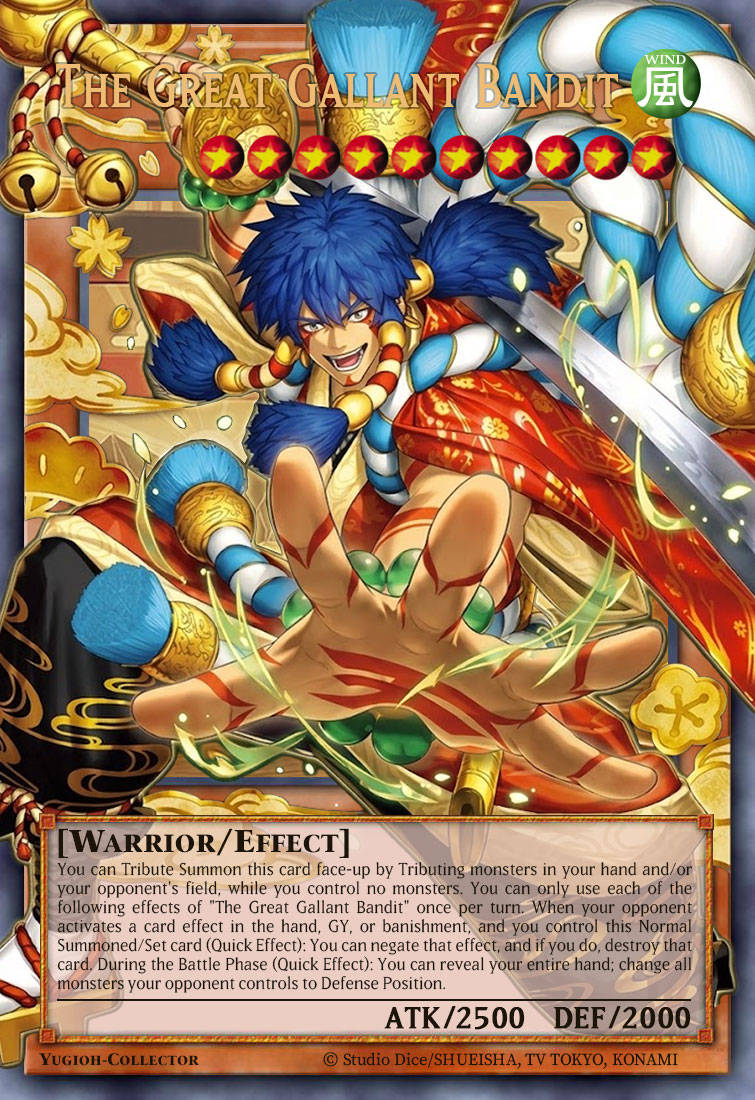 The Great Gallant Bandit
WIND
風
[Warrior/Effect]
You can Tribute Summon this card face-up by Tributing monsters in your hand and/or
your opponent's field, while you control no monsters. You can only use each of the
following effects of "The Great Gallant Bandit" once per turn. When your opponent
activates a card effect in the hand, GY, or banishment, and you control this Normal
Summoned/Set card (Quick Effect): You can negate that effect, and if you do, destroy that
card. During the Battle Phase (Quick Effect): You can reveal your entire hand; change all
monsters your opponent controls to Defense Position.
ATK/2500 DEF/2000
Yugioh-Collector
© Studio Dice/SHUEISHA, TV TOKYO, KONAMI